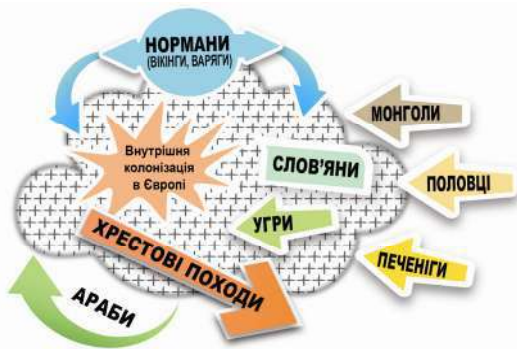 НОРМАНИ
(ВІКІНГИ, ВАРЯГИ)
МОНГОЛИ
Внутрішня
колонізація
в Європі
СЛОВ'ЯНИ
ПОЛОВЦІ
УГРИ
ХРЕСТОВІ ПОХОДИ
ПЕЧЕНІГИ
АРАБИ